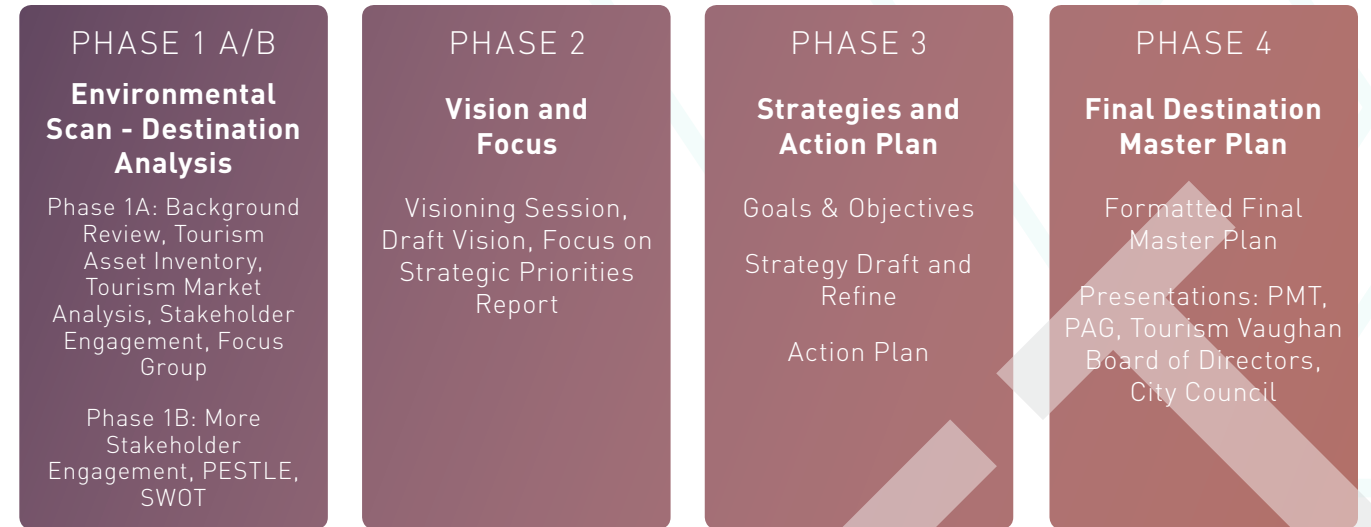 PHASE 1 A/B
Environmental
Scan - Destination
Analysis
Phase 1A: Background
Review, Tourism
Asset Inventory,
Tourism Market
Analysis, Stakeholder
Engagement, Focus
Group
Phase 1B: More
Stakeholder
Engagement, PESTLE,
SWOT
PHASE 2
Vision and
Focus
Visioning Session,
Draft Vision, Focus on
Strategic Priorities
Report
PHASE 3
Strategies and
Action Plan
Goals & Objectives
Strategy Draft and
Refine
Action Plan
PHASE 4
Final Destination
Master Plan
Formatted Final
Master Plan
Presentations: PMT,
PAG, Tourism Vaughan
Board of Directors,
City Council